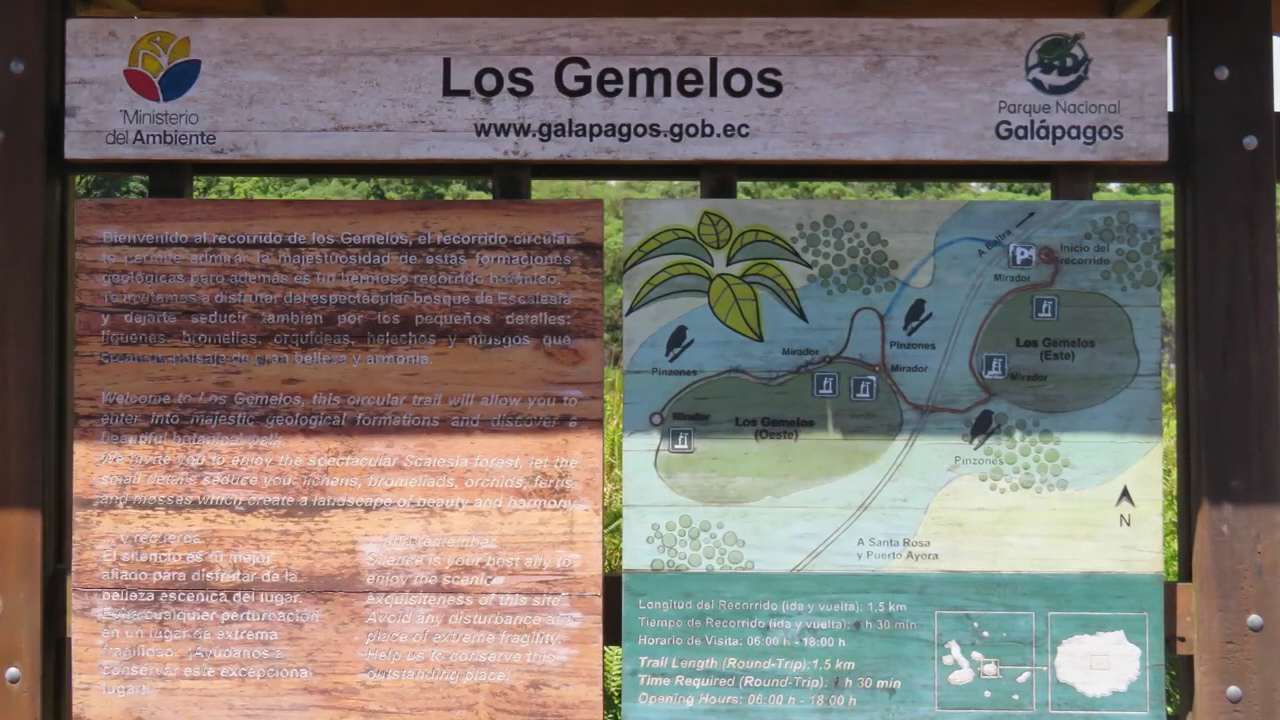 Ministerio
del Ambiente
Los Gemelos
www.galapagos.gob.ec
Parque Nacional
Galápagos
Bienvenido al recorrido de los Gemelos, el recorrido circular
te permite admirar la majestuosidad de estas formaciones
geológicas pero además es un hermoso recorrido botánico.
Te invitamos a disfrutar del espectacular bosque de Escalesia
y dejarte seducir también por los pequeños detalles:
líquenes, bromelias, orquídeas, helechos y musgos que
crean un paisaje de gran belleza y armonía.
Welcome to Los Gemelos, this circular trail will allow you to
enter into majestic geological formations and discover a
beautiful botanical path.
We invite you to enjoy the spectacular Scalesia forest, let the
small details seduce you, lichens, bromeliads, orchids, ferns
and mosses which create a landscape of beauty and harmony.
... y recuerda
El silencio es tu mejor
aliado para disfrutar de la
belleza escénica del lugar.
Evita cualquier perturbación
en un lugar de extrema
fragilidad. ¡Ayúdanos a
conservar este excepcional
lugar!
... and remember
Silence is your best ally to
enjoy the scenic
exquisiteness of this site.
Avoid any disturbance at a
place of extreme fragility.
Help us to conserve this
outstanding place!
A Baltra
P
Inicio del
recorrido
Mirador
Los Gemelos
(Este)
Mirador
Pinzones
Pinzones
Mirador
Mirador
Pinzones
Mirador
Los Gemelos
(Oeste)
N
A Santa Rosa
y Puerto Ayora
Longitud del Recorrido (ida y vuelta): 1,5 km
Tiempo de Recorrido (ida y vuelta): h 30 min
Horario de Visita: 06:00 h - 18:00 h
Trail Length (Round-Trip): 1,5 km
Time Required (Round-Trip): h 30 min
Opening Hours: 06:00 h - 18:00 h